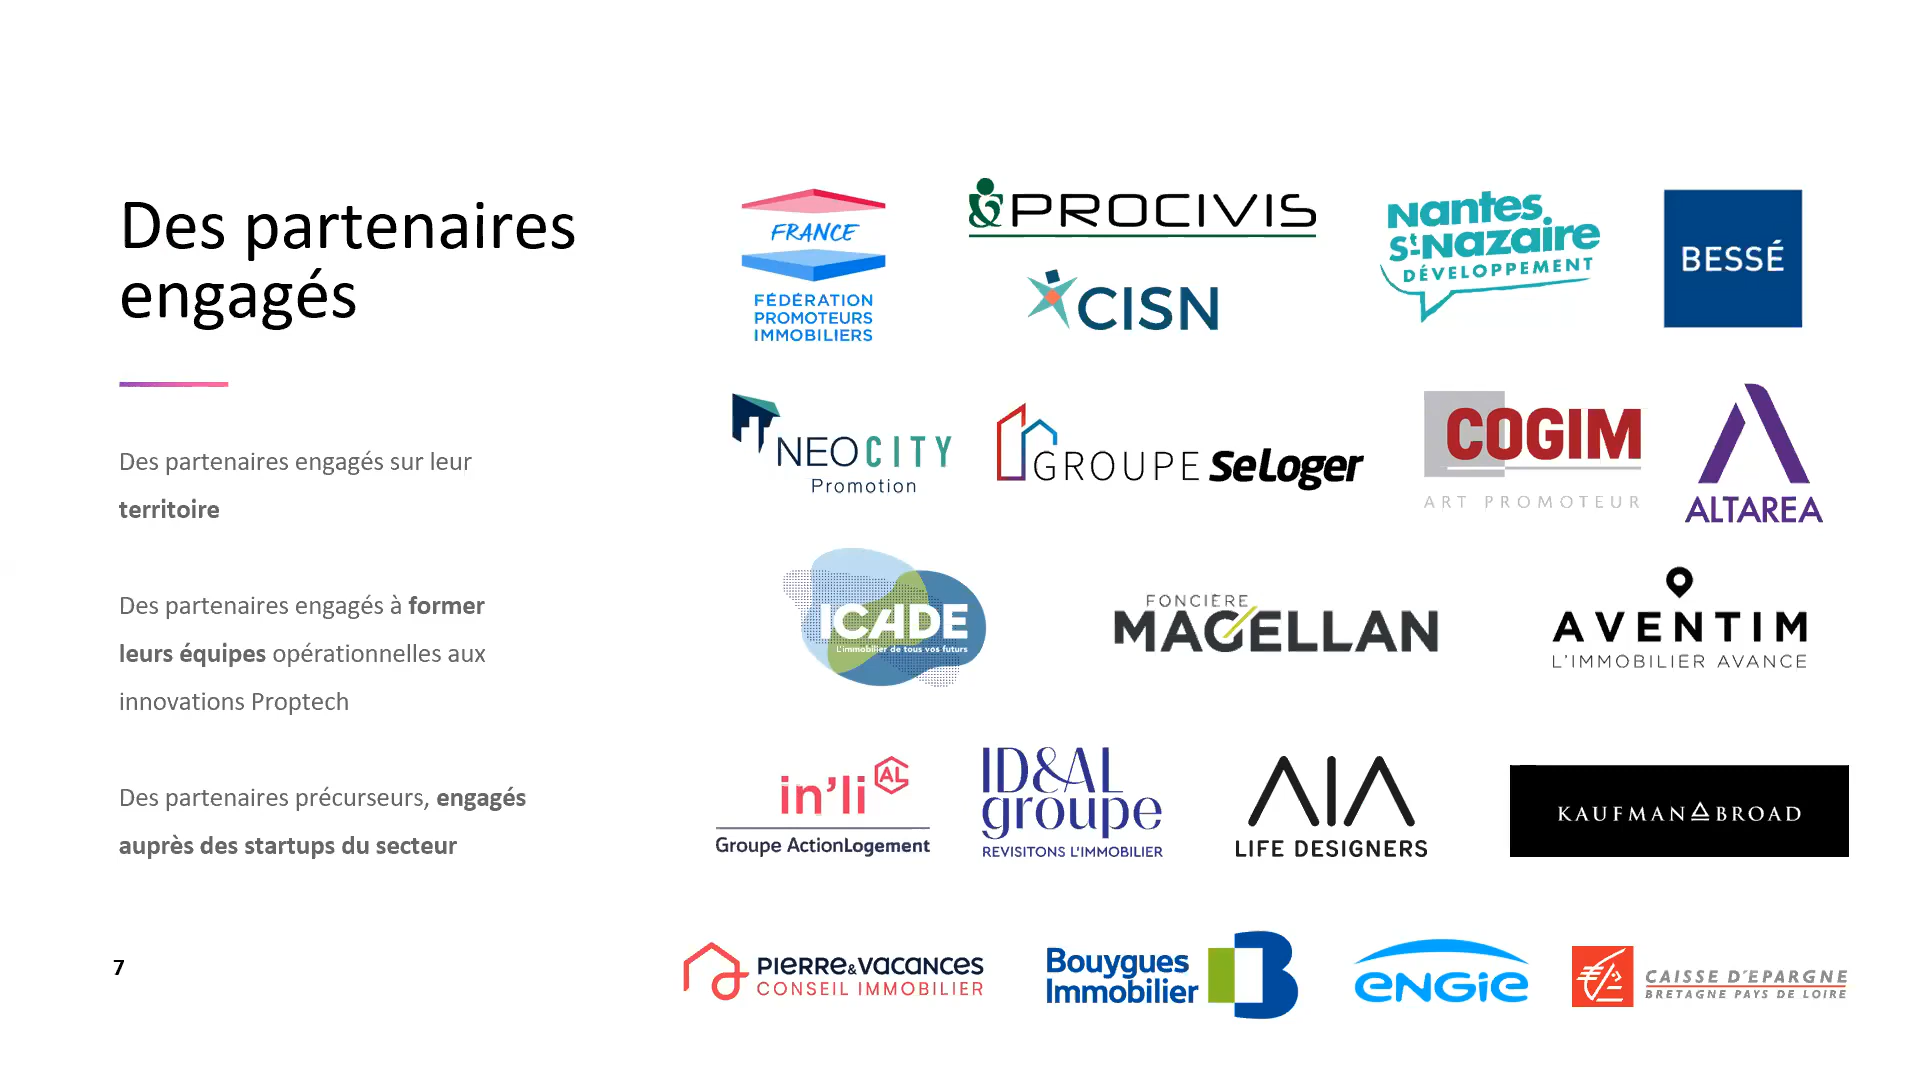 Des partenaires
engagés
Des partenaires engagés sur leur
territoire
Des partenaires engagés à former
leurs équipes opérationnelles aux
innovations Proptech
Des partenaires précurseurs, engagés
auprès des startups du secteur
7
FRANCE
FÉDÉRATION
PROMOTEURS
IMMOBILIERS
PROCIVIS
CISN
Nantes
St-Nazaire
DÉVELOPPEMENT
BESSÉ
NEOCITY
Promotion
GROUPE SeLoger
COGIM
ART PROMOTEUR
ALTAREA
ICADE
L'immobilier de tous vos futurs
FONCIÈRE
MAGELLAN
AVENTIM
L'IMMOBILIER AVANCE
in'li AL
Groupe ActionLogement
ID&AL
groupe
REVISITONS L'IMMOBILIER
AIA
LIFE DESIGNERS
KAUFMAN BROAD
Pierre & vacances
CONSEIL IMMOBILIER
Bouygues
Immobilier
ENGIE
CAISSE D'EPARGNE
BRETAGNE PAYS DE LOIRE